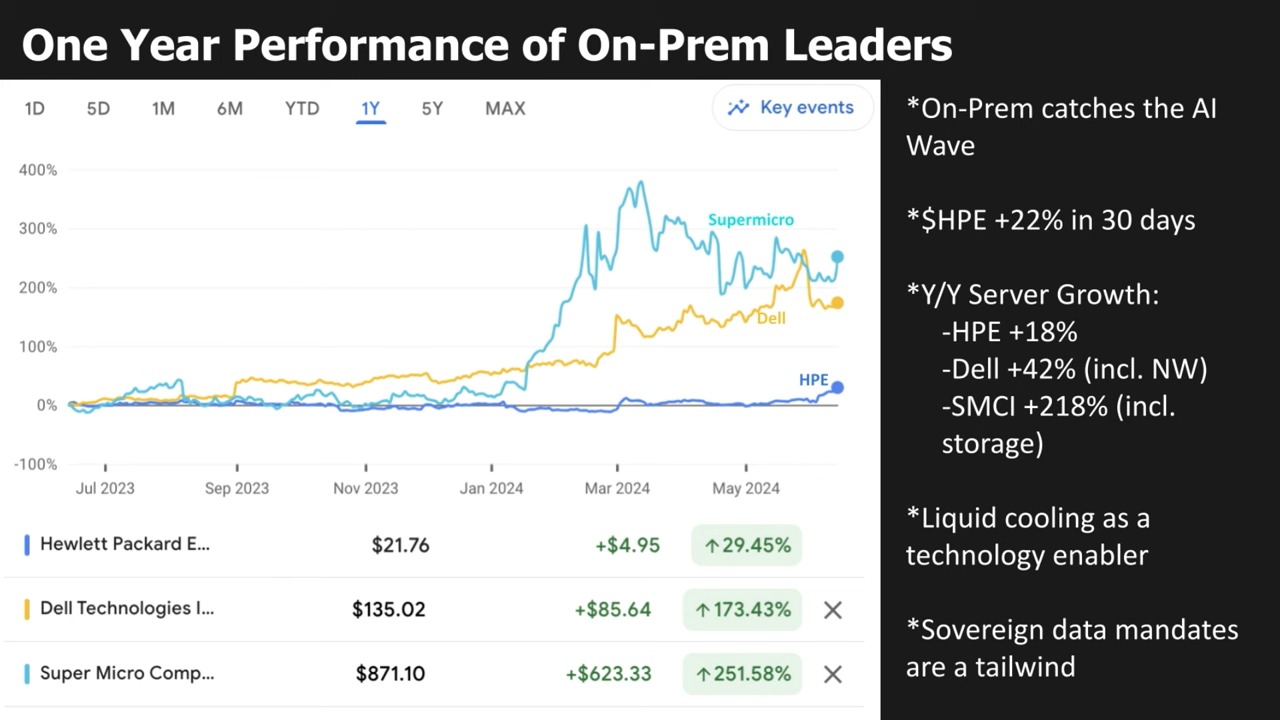 One Year Performance of On-Prem Leaders
1D 5D 1M 6M YTD 1Y 5Y MAX Key events
400%
300%
200%
100%
0%
-100%
Supermicro
Dell
HPE
Jul 2023 Sep 2023 Nov 2023 Jan 2024 Mar 2024 May 2024
Hewlett Packard E... $21.76 +$4.95 ↑29.45%
Dell Technologies I... $135.02 +$85.64 ↑173.43%
Super Micro Comp... $871.10 +$623.33 ↑251.58%
*On-Prem catches the AI
Wave
*$HPE +22% in 30 days
*Y/Y Server Growth:
-HPE +18%
-Dell +42% (incl. NW)
-SMCI +218% (incl.
storage)
*Liquid cooling as a
technology enabler
*Sovereign data mandates
are a tailwind